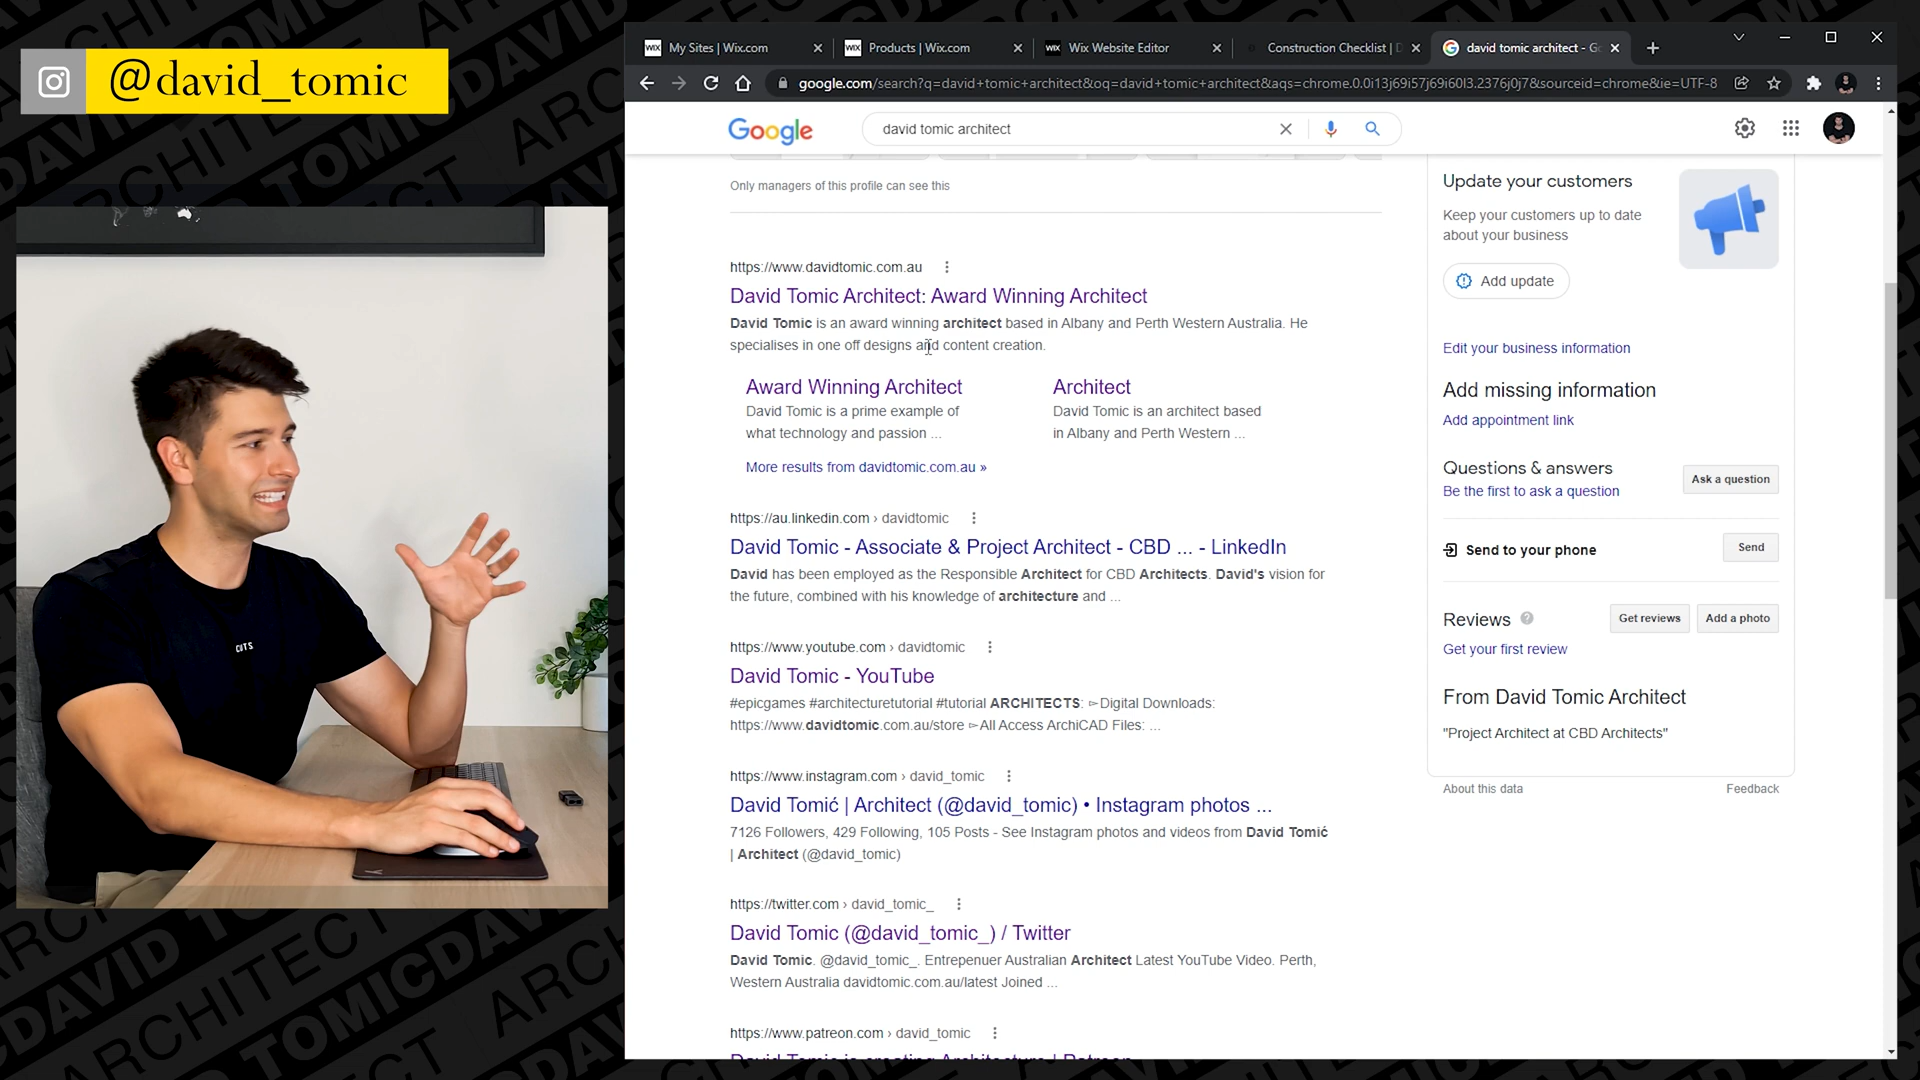 @david_tomic
CUTS
My Sites | Wix.com
Products | Wix.com
Wix Website Editor
Construction Checklist | D
david tomic architect - Go
google.com/search?q=david+tomic+architect&oq=david+tomic+architect&aqs=chrome.0.0i13j69i57j69i60l3.2376j0j7&sourceid=chrome&ie=UTF-8
Google
david tomic architect
Only managers of this profile can see this
https://www.davidtomic.com.au
David Tomic Architect: Award Winning Architect
David Tomic is an award winning architect based in Albany and Perth Western Australia. He
specialises in one off designs and content creation.
Award Winning Architect
David Tomic is a prime example of
what technology and passion ...
Architect
David Tomic is an architect based
in Albany and Perth Western ...
More results from davidtomic.com.au »
https://au.linkedin.com › davidtomic
David Tomic - Associate & Project Architect - CBD ... - LinkedIn
David has been employed as the Responsible Architect for CBD Architects. David's vision for
the future, combined with his knowledge of architecture and ...
https://www.youtube.com › davidtomic
David Tomic - YouTube
#epicgames #architecturetutorial #tutorial ARCHITECTS: ➳Digital Downloads:
https://www.davidtomic.com.au/store ➳All Access ArchiCAD Files: ...
https://www.instagram.com › david_tomic
David Tomić | Architect (@david_tomic) • Instagram photos ...
7126 Followers, 429 Following, 105 Posts - See Instagram photos and videos from David Tomić
| Architect (@david_tomic)
https://twitter.com › david_tomic_
David Tomic (@david_tomic_) / Twitter
David Tomic. @david_tomic_. Entrepenuer Australian Architect Latest YouTube Video. Perth,
Western Australia davidtomic.com.au/latest Joined ...
https://www.patreon.com › david_tomic
David Tomic is creating Architecture | Patreon
Update your customers
Keep your customers up to date
about your business
Add update
Edit your business information
Add missing information
Add appointment link
Questions & answers
Be the first to ask a question
Ask a question
Send to your phone
Send
Reviews
Get reviews
Add a photo
Get your first review
From David Tomic Architect
"Project Architect at CBD Architects"
About this data
Feedback